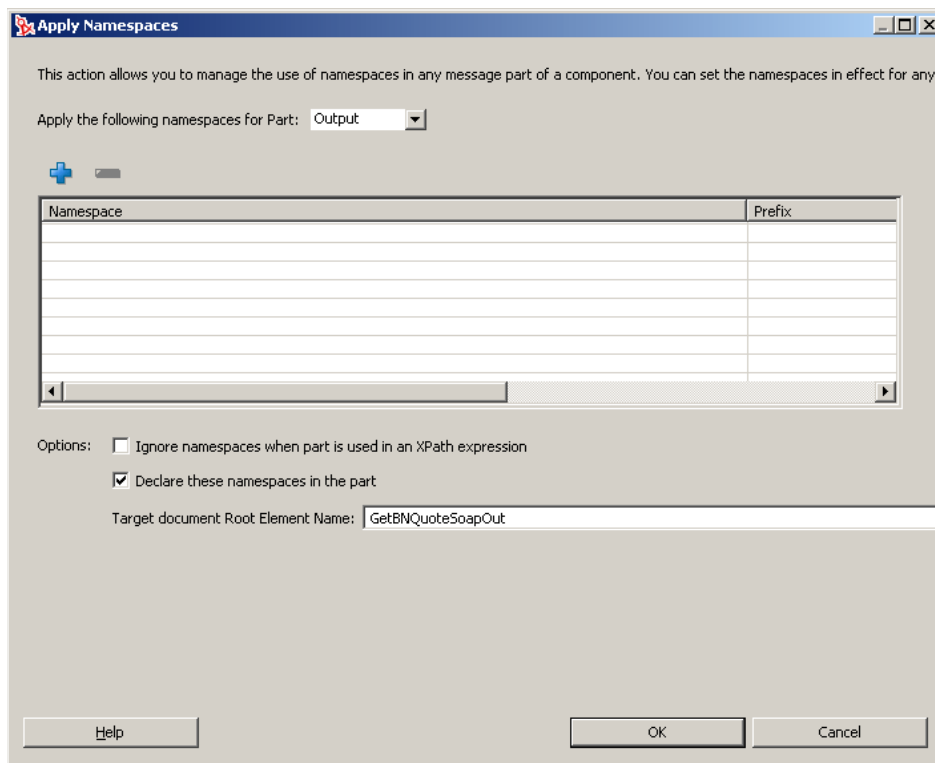 Apply Namespaces
This action allows you to manage the use of namespaces in any message part of a component. You can set the namespaces in effect for any
Apply the following namespaces for Part: Output
Namespace Prefix
Options: Ignore namespaces when part is used in an XPath expression
Declare these namespaces in the part
Target document Root Element Name: GetBNQuoteSoapOut
Help OK Cancel